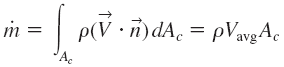 ṁ = ∫_{A_c} ρ(V⃗ · n⃗) dA_c = ρV_avg A_c